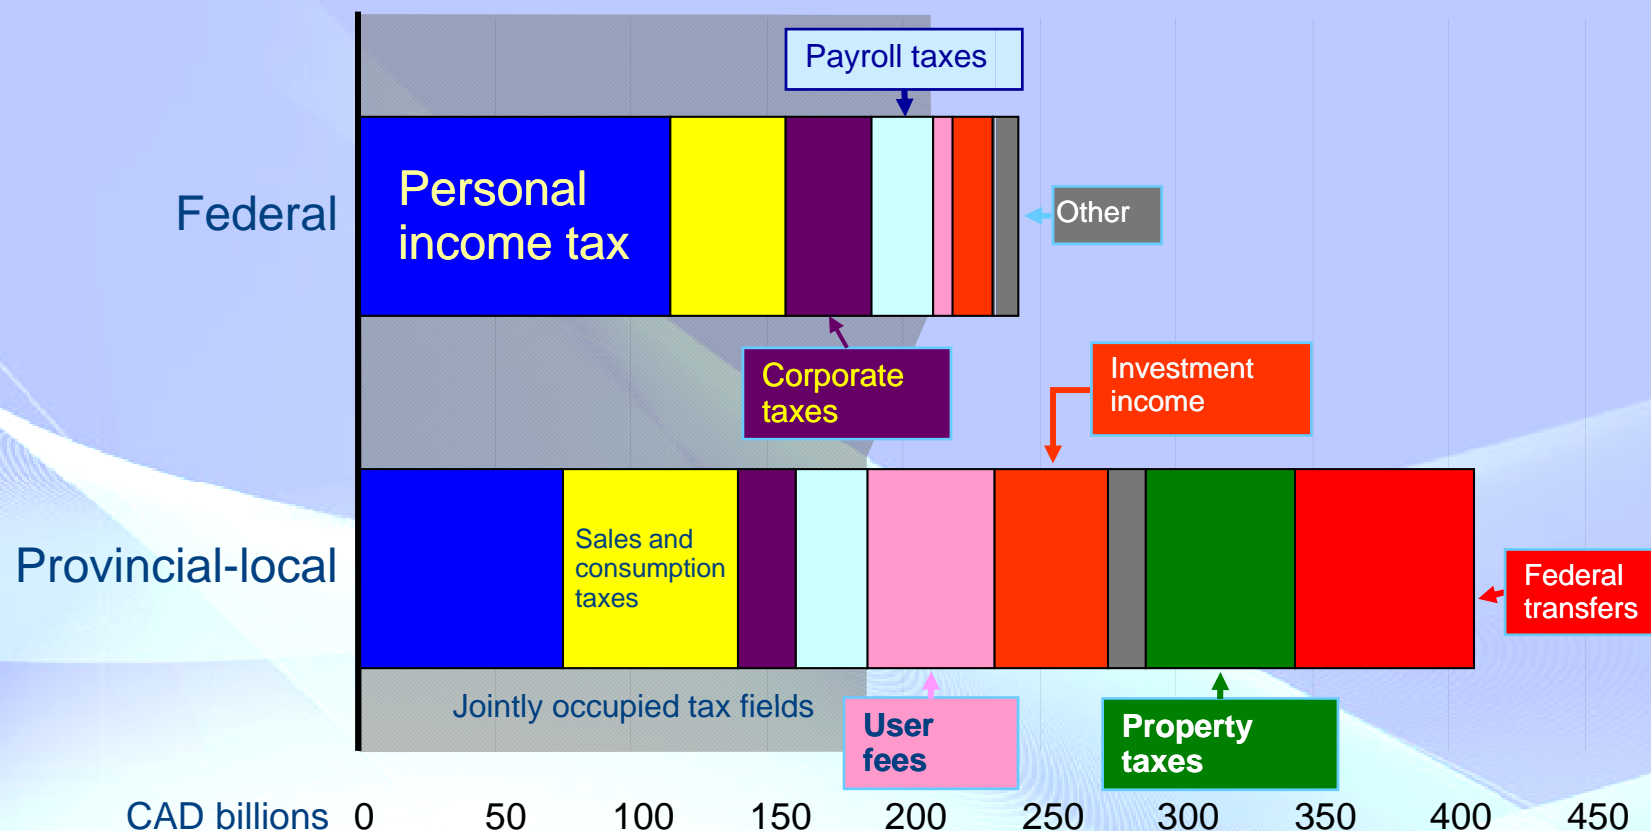 Payroll taxes
Personal
income tax
Federal
Other
Corporate
taxes
Investment
income
Sales and
consumption
taxes
Provincial-local
Federal
transfers
Jointly occupied tax fields
User
fees
Property
taxes
CAD billions 0 50 100 150 200 250 300 350 400 450